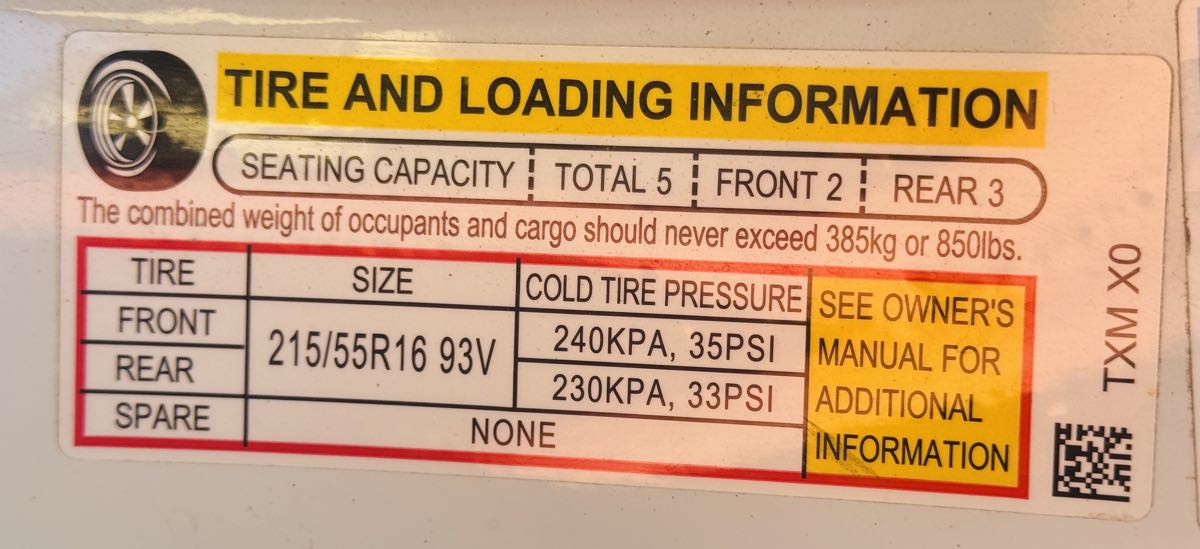 TIRE AND LOADING INFORMATION
SEATING CAPACITY TOTAL 5 FRONT 2 REAR 3
The combined weight of occupants and cargo should never exceed 385kg or 850lbs.
TIRE SIZE COLD TIRE PRESSURE
FRONT 215/55R16 93V 240KPA, 35PSI
REAR 230KPA, 33PSI
SPARE NONE
SEE OWNER'S
MANUAL FOR
ADDITIONAL
INFORMATION
TXM X0